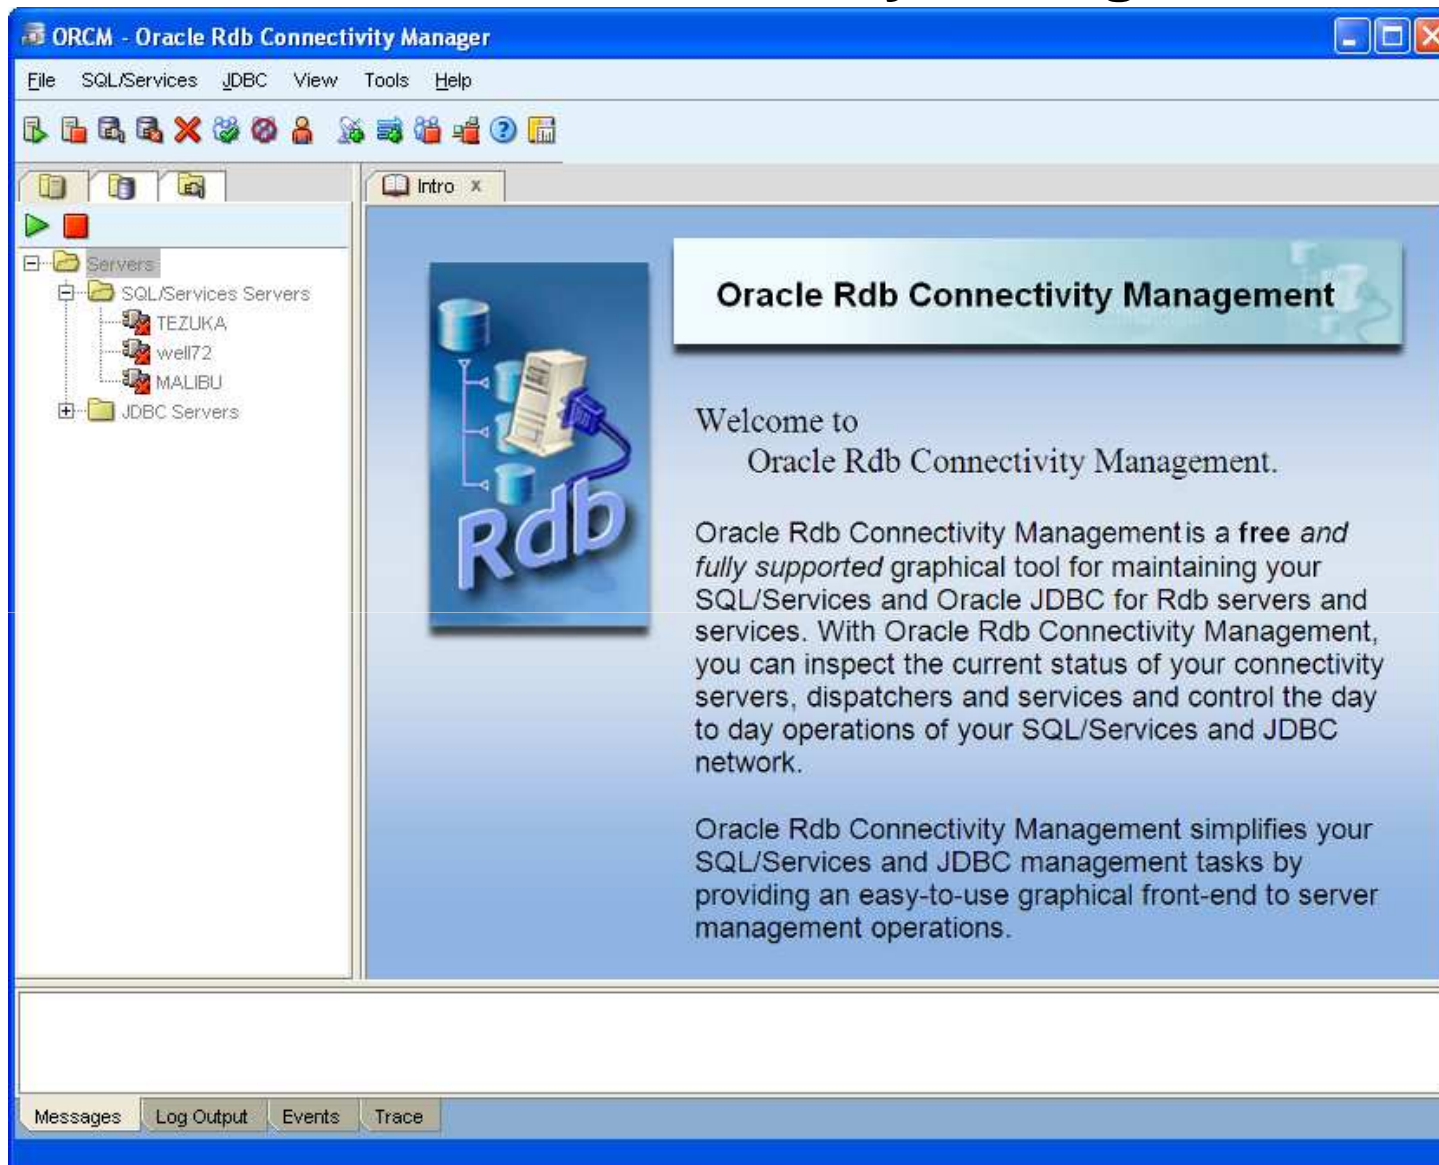 ORCM - Oracle Rdb Connectivity Manager
File SQL/Services JDBC View Tools Help
Intro x
Servers
SQL/Services Servers
TEZUKA
well72
MALIBU
JDBC Servers
Rdb
Oracle Rdb Connectivity Management
Welcome to
Oracle Rdb Connectivity Management.
Oracle Rdb Connectivity Management is a free and
fully supported graphical tool for maintaining your
SQL/Services and Oracle JDBC for Rdb servers and
services. With Oracle Rdb Connectivity Management,
you can inspect the current status of your connectivity
servers, dispatchers and services and control the day
to day operations of your SQL/Services and JDBC
network.
Oracle Rdb Connectivity Management simplifies your
SQL/Services and JDBC management tasks by
providing an easy-to-use graphical front-end to server
management operations.
Messages Log Output Events Trace